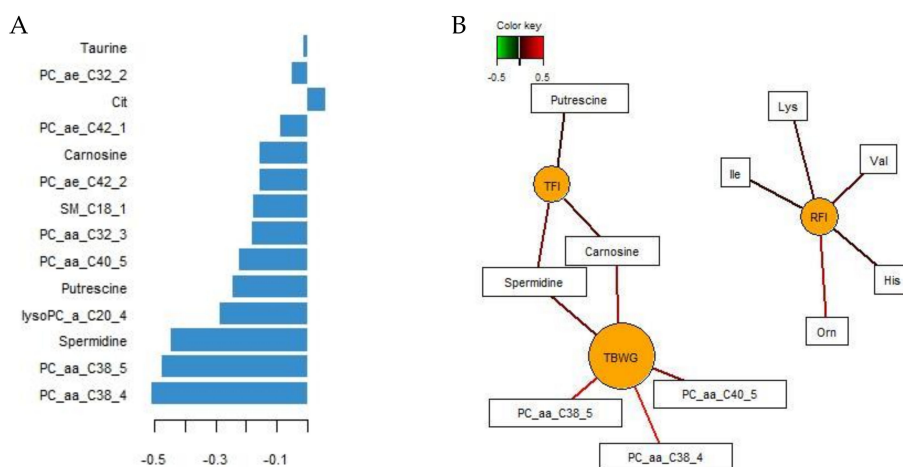 A
Taurine
PC_ae_C32_2
Cit
PC_ae_C42_1
Carnosine
PC_ae_C42_2
SM_C18_1
PC_aa_C32_3
PC_aa_C40_5
Putrescine
lysoPC_a_C20_4
Spermidine
PC_aa_C38_5
PC_aa_C38_4
-0.5 -0.3 -0.1
B
Color key
-0.5 0.5
Putrescine
TFI
Carnosine
Spermidine
TBWG
PC_aa_C40_5
PC_aa_C38_5
PC_aa_C38_4
Lys
Val
Ile
RFI
His
Orn